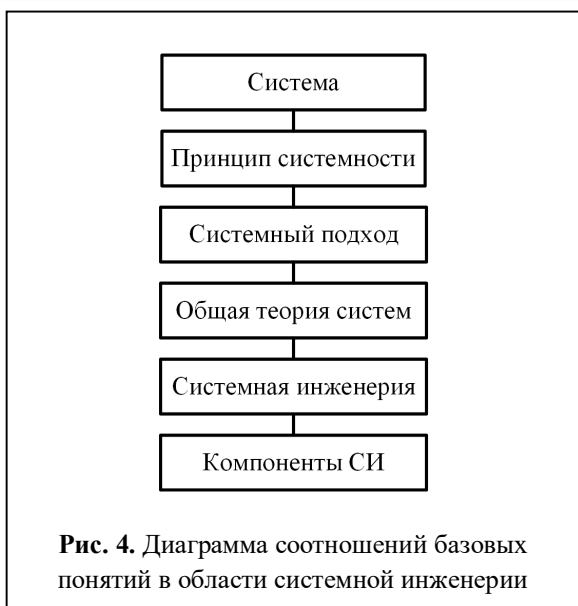 Система
Принцип системности
Системный подход
Общая теория систем
Системная инженерия
Компоненты СИ
Рис. 4. Диаграмма соотношений базовых
понятий в области системной инженерии